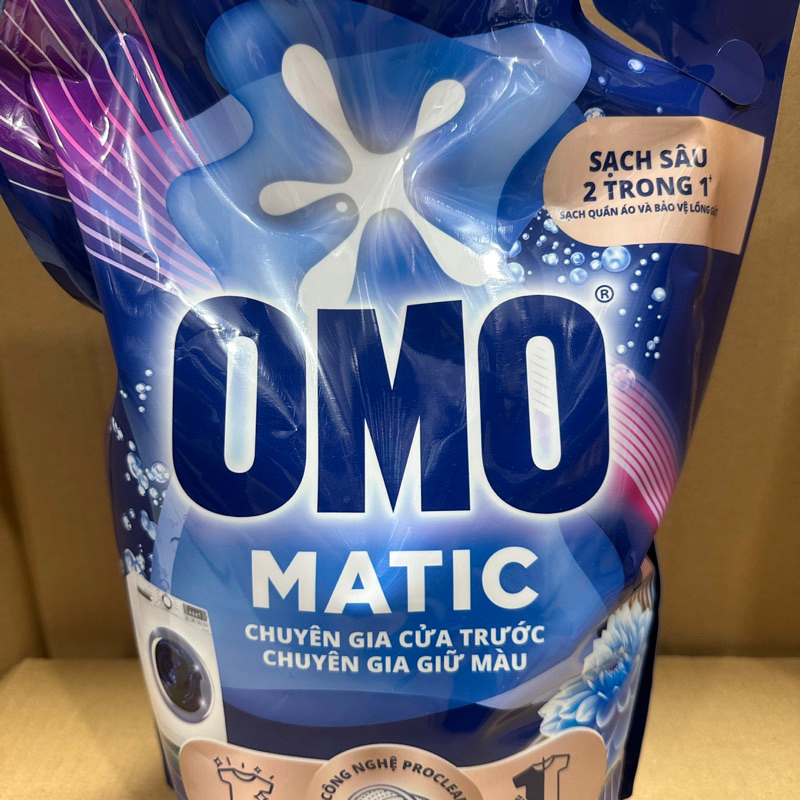 SẠCH SÂU
2 TRONG 1+
SẠCH QUẦN ÁO VÀ BẢO VỆ LỒNG GIẶT
OMO®
MATIC
CHUYÊN GIA CỬA TRƯỚC
CHUYÊN GIA GIỮ MÀU
CÔNG NGHỆ PROCLEAN